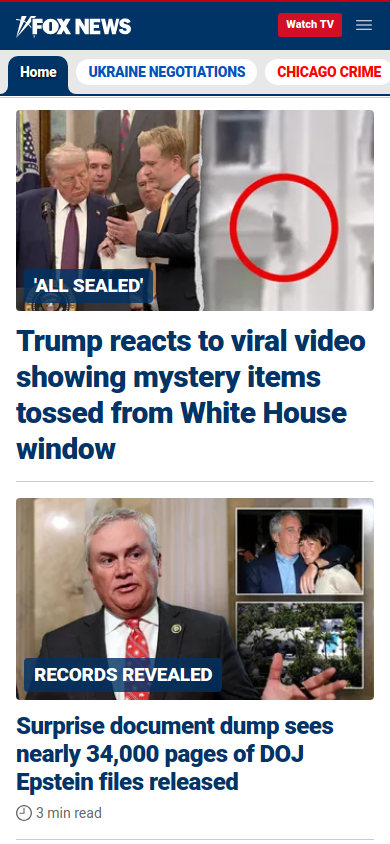 FOX NEWS
Watch TV
Home
UKRAINE NEGOTIATIONS
CHICAGO CRIME
'ALL SEALED'
Trump reacts to viral video
showing mystery items
tossed from White House
window
RECORDS REVEALED
Surprise document dump sees
nearly 34,000 pages of DOJ
Epstein files released
3 min read